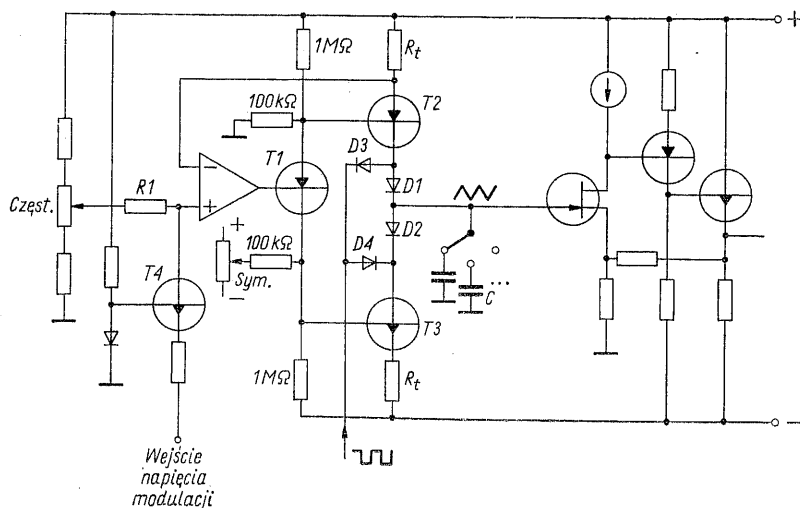 +
1MΩ
Rt
100kΩ
T2
T1
D3
D1
Częst.
R1
−
+
+
100kΩ
D2
D4
Sym.
−
T4
C
...
T3
1MΩ
Rt
−
Wejście
napięcia
modulacji